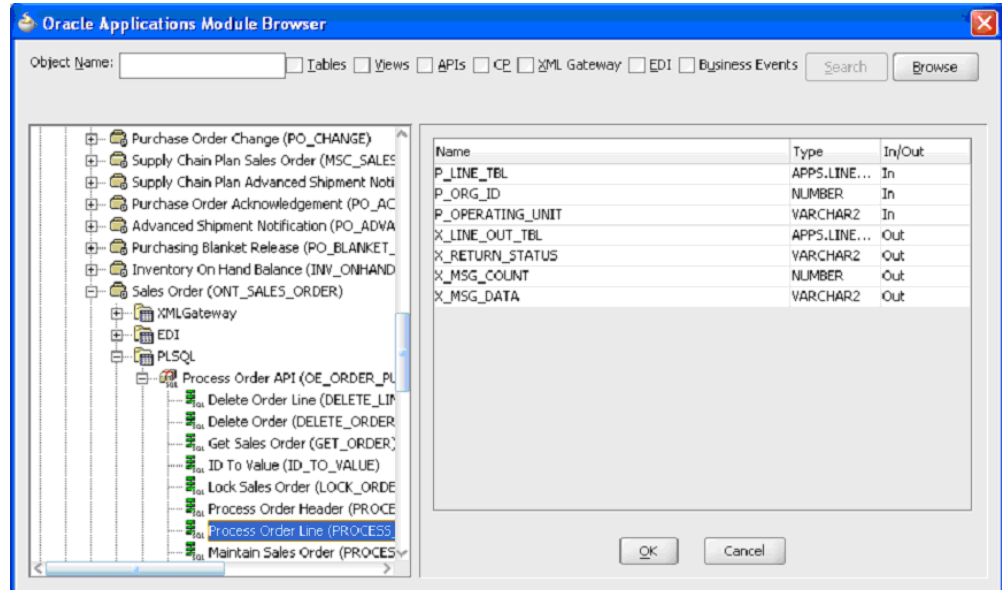 Oracle Applications Module Browser
Object Name: Tables Views APIs CP XML Gateway EDI Business Events Search Browse
Purchase Order Change (PO_CHANGE)
Supply Chain Plan Sales Order (MSC_SALES
Supply Chain Plan Advanced Shipment Noti
Purchase Order Acknowledgement (PO_AC
Advanced Shipment Notification (PO_ADVA
Purchasing Blanket Release (PO_BLANKET_
Inventory On Hand Balance (INV_ONHAND
Sales Order (ONT_SALES_ORDER)
XMLGateway
EDI
PLSQL
Process Order API (OE_ORDER_PU
Delete Order Line (DELETE_LIN
Delete Order (DELETE_ORDER
Get Sales Order (GET_ORDER)
ID To Value (ID_TO_VALUE)
Lock Sales Order (LOCK_ORDE
Process Order Header (PROCE
Process Order Line (PROCESS_
Maintain Sales Order (PROCES
Name Type In/Out
P_LINE_TBL APPS.LINE... In
P_ORG_ID NUMBER In
P_OPERATING_UNIT VARCHAR2 In
X_LINE_OUT_TBL APPS.LINE... Out
X_RETURN_STATUS VARCHAR2 Out
X_MSG_COUNT NUMBER Out
X_MSG_DATA VARCHAR2 Out
OK Cancel